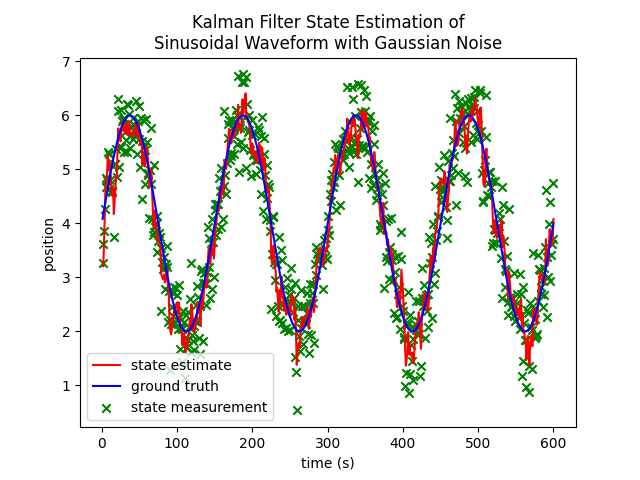 Kalman Filter State Estimation of
Sinusoidal Waveform with Gaussian Noise
7
6
5
4
3
2
1
position
state estimate
ground truth
state measurement
0 100 200 300 400 500 600
time (s)